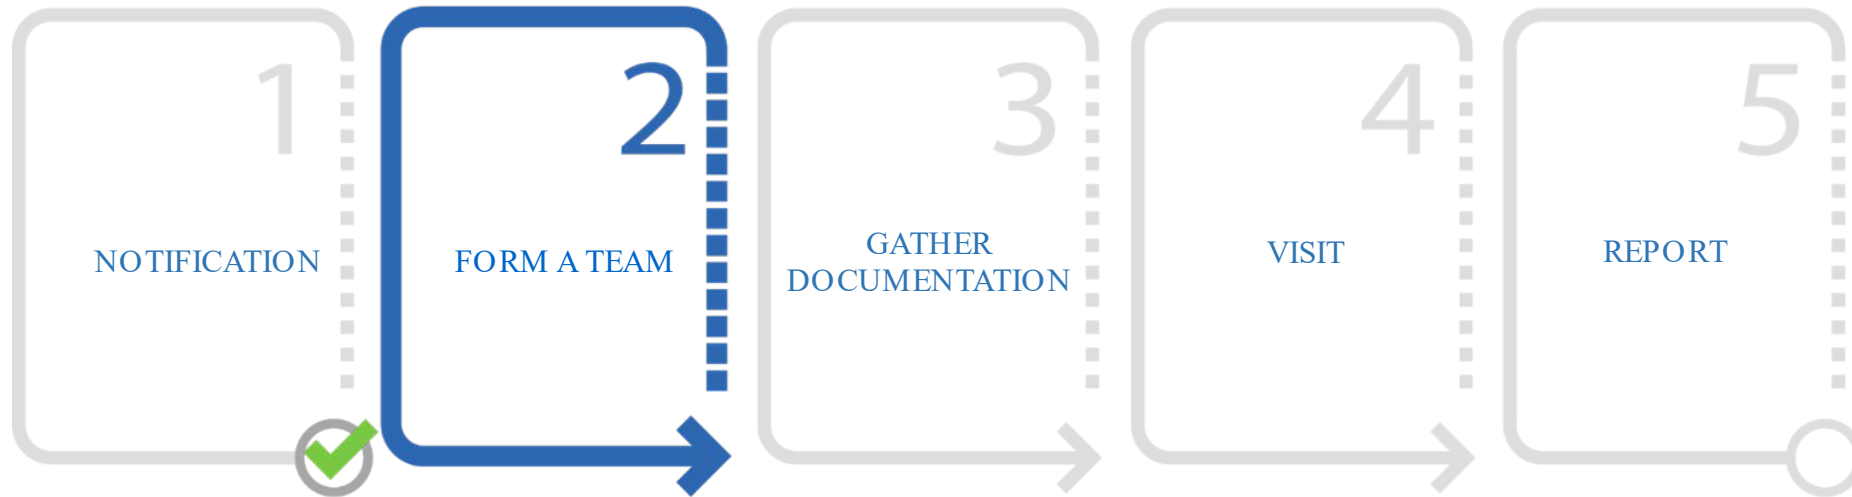 1
NOTIFICATION
2
FORM A TEAM
3
GATHER
DOCUMENTATION
4
VISIT
5
REPORT